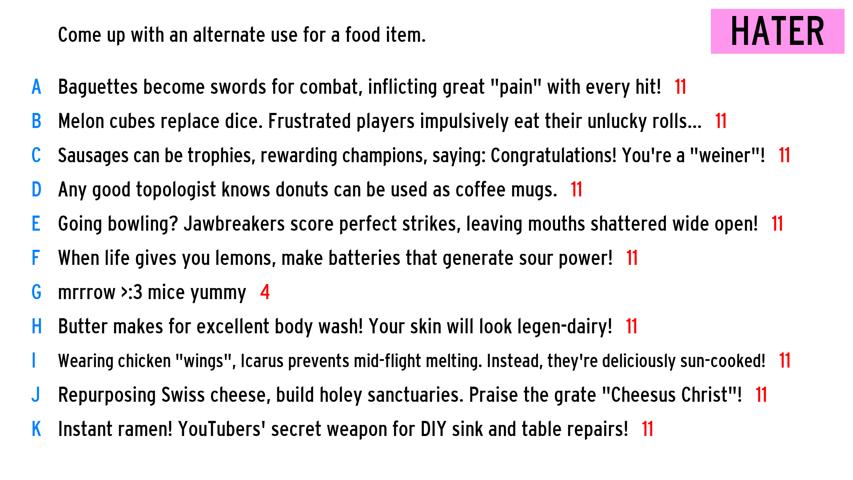 Come up with an alternate use for a food item.
HATER
A Baguettes become swords for combat, inflicting great "pain" with every hit! 11
B Melon cubes replace dice. Frustrated players impulsively eat their unlucky rolls... 11
C Sausages can be trophies, rewarding champions, saying: Congratulations! You're a "weiner"! 11
D Any good topologist knows donuts can be used as coffee mugs. 11
E Going bowling? Jawbreakers score perfect strikes, leaving mouths shattered wide open! 11
F When life gives you lemons, make batteries that generate sour power! 11
G mrrrow >:3 mice yummy 4
H Butter makes for excellent body wash! Your skin will look legen-dairy! 11
I Wearing chicken "wings", Icarus prevents mid-flight melting. Instead, they're deliciously sun-cooked! 11
J Repurposing Swiss cheese, build holey sanctuaries. Praise the grate "Cheesus Christ"! 11
K Instant ramen! YouTubers' secret weapon for DIY sink and table repairs! 11